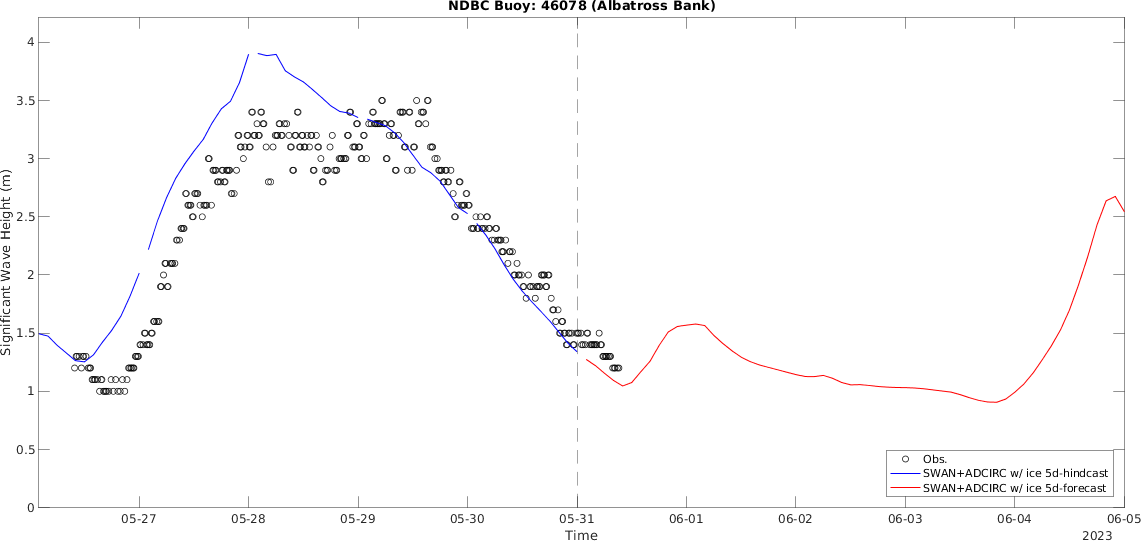 NDBC Buoy: 46078 (Albatross Bank)
Significant Wave Height (m)
4
3.5
3
2.5
2
1.5
1
0.5
0
Obs.
SWAN+ADCIRC w/ ice 5d-hindcast
SWAN+ADCIRC w/ ice 5d-forecast
05-27 05-28 05-29 05-30 05-31 06-01 06-02 06-03 06-04 06-05
Time
2023